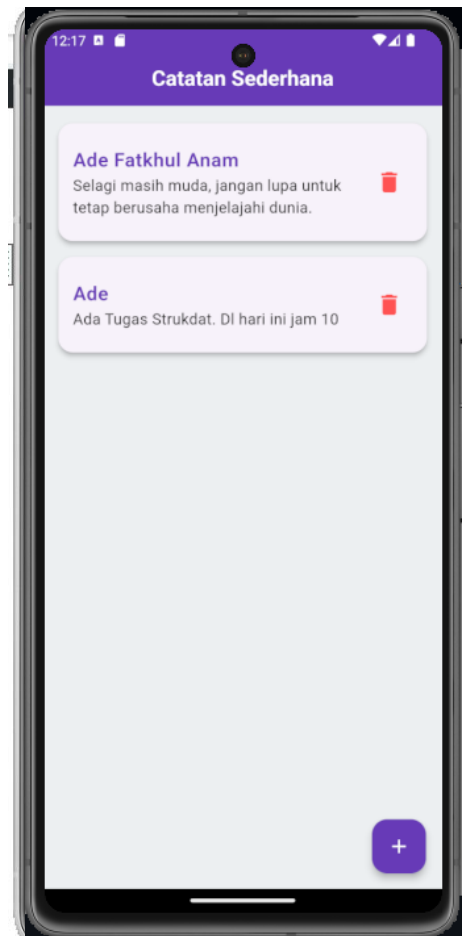 12:17
Catatan Sederhana
Ade Fatkhul Anam
Selagi masih muda, jangan lupa untuk
tetap berusaha menjelajahi dunia.
Ade
Ada Tugas Strukdat. Dl hari ini jam 10
+